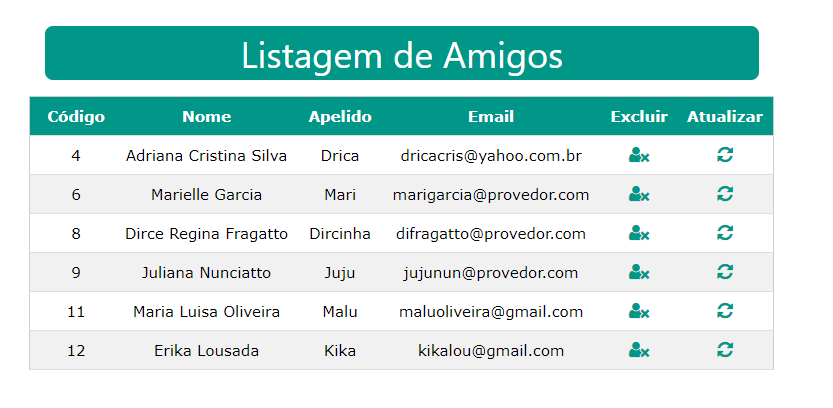 Listagem de Amigos
Código Nome Apelido Email Excluir Atualizar
4 Adriana Cristina Silva Drica dricacris@yahoo.com.br
6 Marielle Garcia Mari marigarcia@provedor.com
8 Dirce Regina Fragatto Dircinha difragatto@provedor.com
9 Juliana Nunciatto Juju jujunun@provedor.com
11 Maria Luisa Oliveira Malu maluoliveira@gmail.com
12 Erika Lousada Kika kikalou@gmail.com